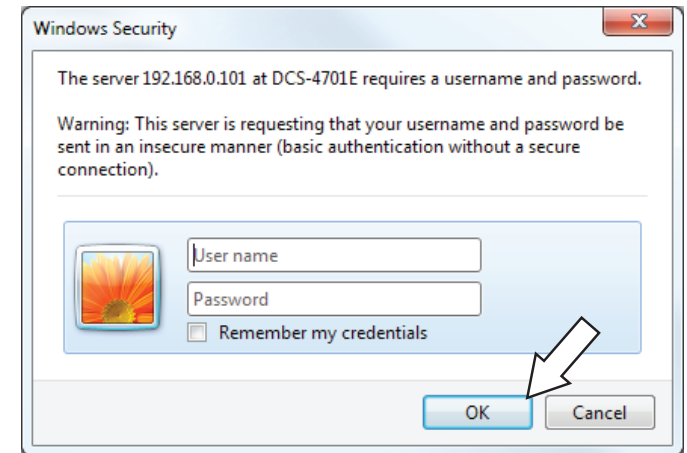 Windows Security
The server 192.168.0.101 at DCS-4701E requires a username and password.
Warning: This server is requesting that your username and password be
sent in an insecure manner (basic authentication without a secure
connection).
User name
Password
Remember my credentials
OK
Cancel